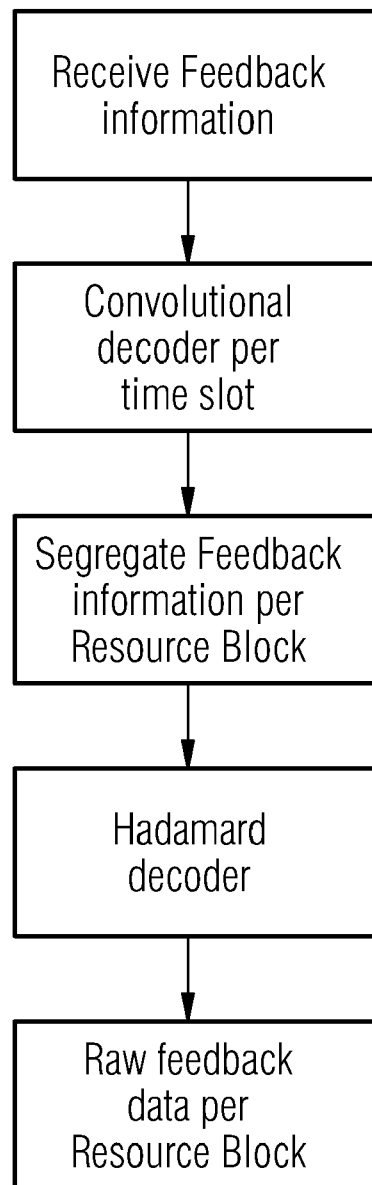 Receive Feedback
information
Convolutional
decoder per
time slot
Segregate Feedback
information per
Resource Block
Hadamard
decoder
Raw feedback
data per
Resource Block